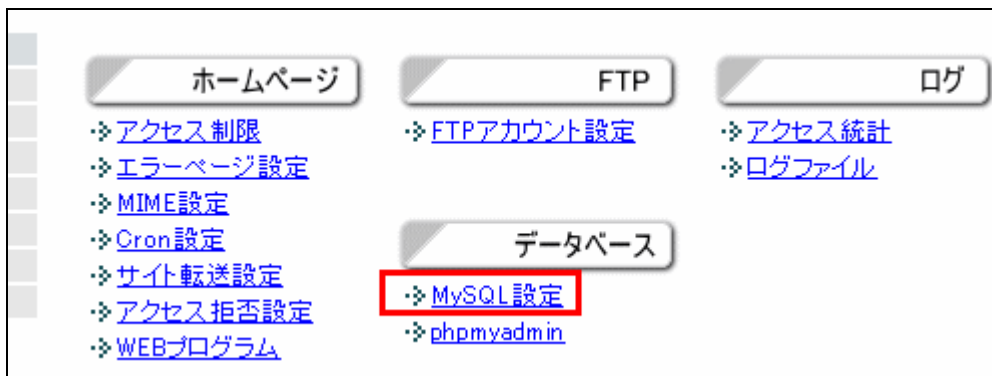 ホームページ
アクセス制限
エラーページ設定
MIME設定
Cron設定
サイト転送設定
アクセス拒否設定
WEBプログラム
FTP
FTPアカウント設定
データベース
MySQL設定
phpmyadmin
ログ
アクセス統計
ログファイル